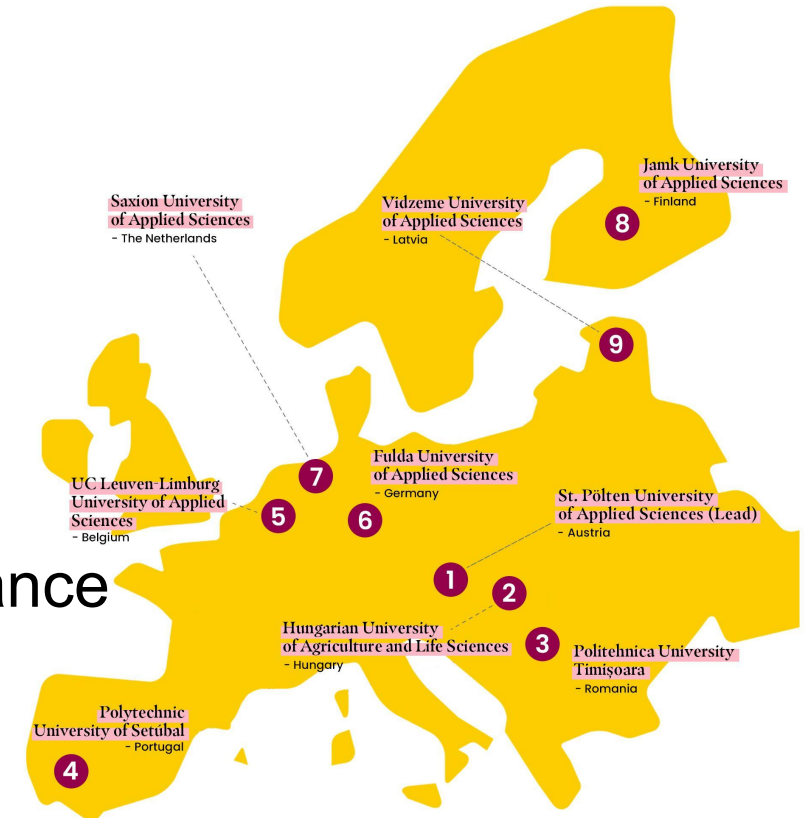 Jamk University
of Applied Sciences
- Finland
8
Saxion University
of Applied Sciences
- The Netherlands
Vidzeme University
of Applied Sciences
- Latvia
9
7
Fulda University
of Applied Sciences
- Germany
6
UC Leuven-Limburg
University of Applied
Sciences
- Belgium
5
St. Pölten University
of Applied Sciences (Lead)
- Austria
1
ance
2
Hungarian University
of Agriculture and Life Sciences
- Hungary
3
Politehnica University
Timișoara
- Romania
Polytechnic
University of Setúbal
- Portugal
4